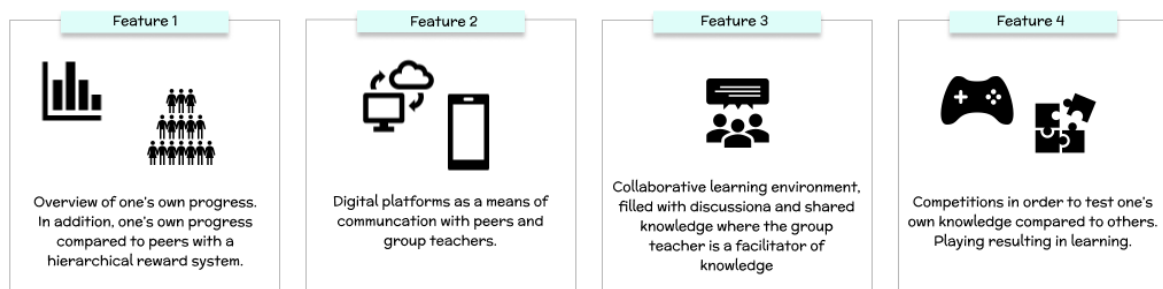 Feature 1
Overview of one's own progress.
In addition, one's own progress
compared to peers with a
hierarchical reward system.
Feature 2
Digital platforms as a means of
communcation with peers and
group teachers.
Feature 3
Collaborative learning environment,
filled with discussiona and shared
knowledge where the group
teacher is a facilitator of
knowledge
Feature 4
Competitions in order to test one's
own knowledge compared to others.
Playing resulting in learning.